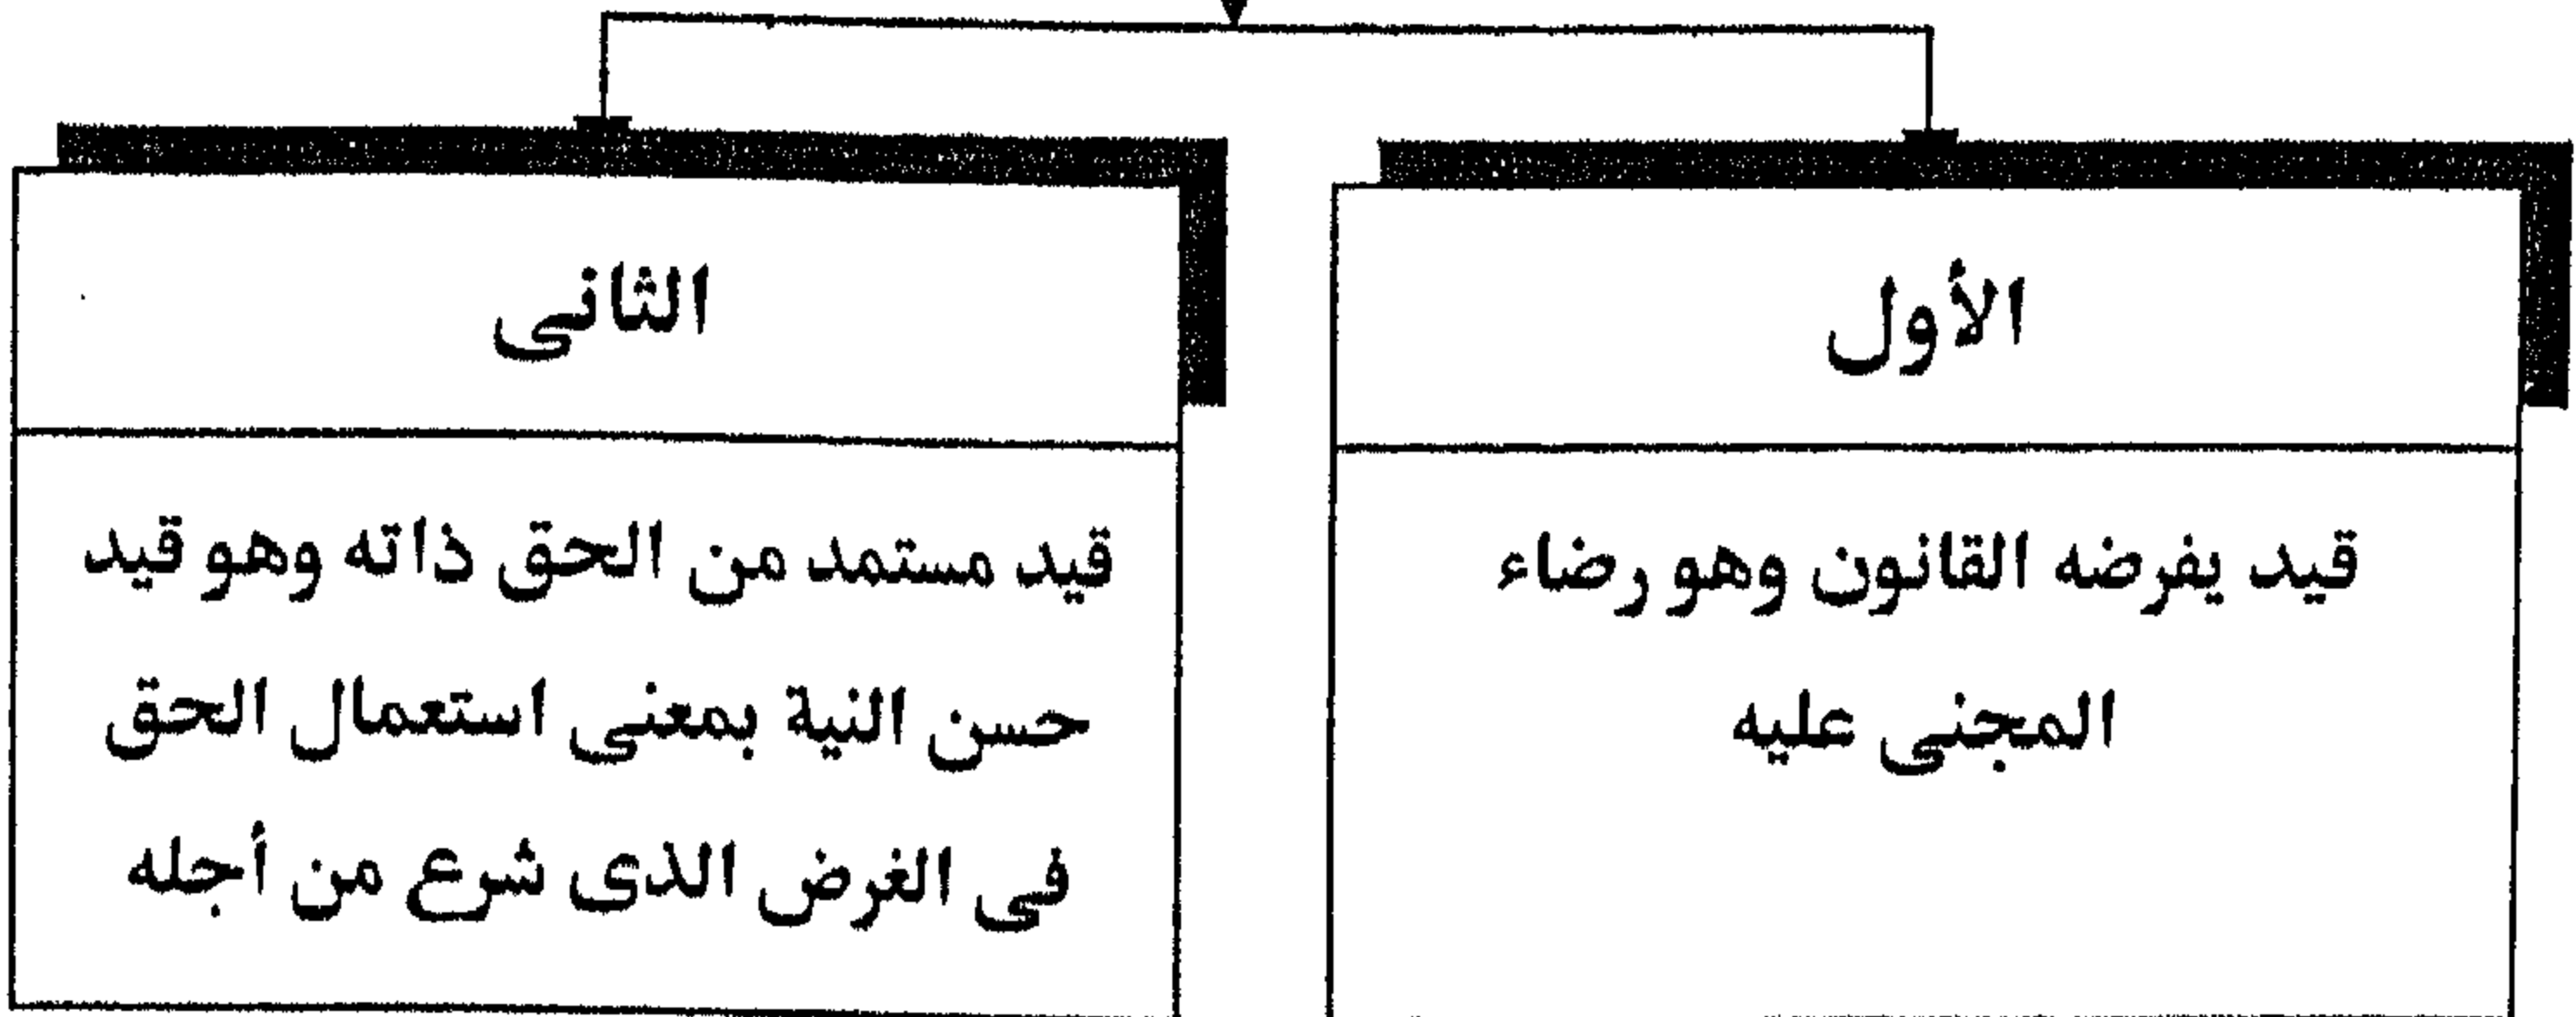 الأول
قيد يفرضه القانون وهو رضاء
المجنى عليه
الثانى
قيد مستمد من الحق ذاته وهو قيد
حسن النية بمعنى استعمال الحق
فى الغرض الذى شرع من أجله